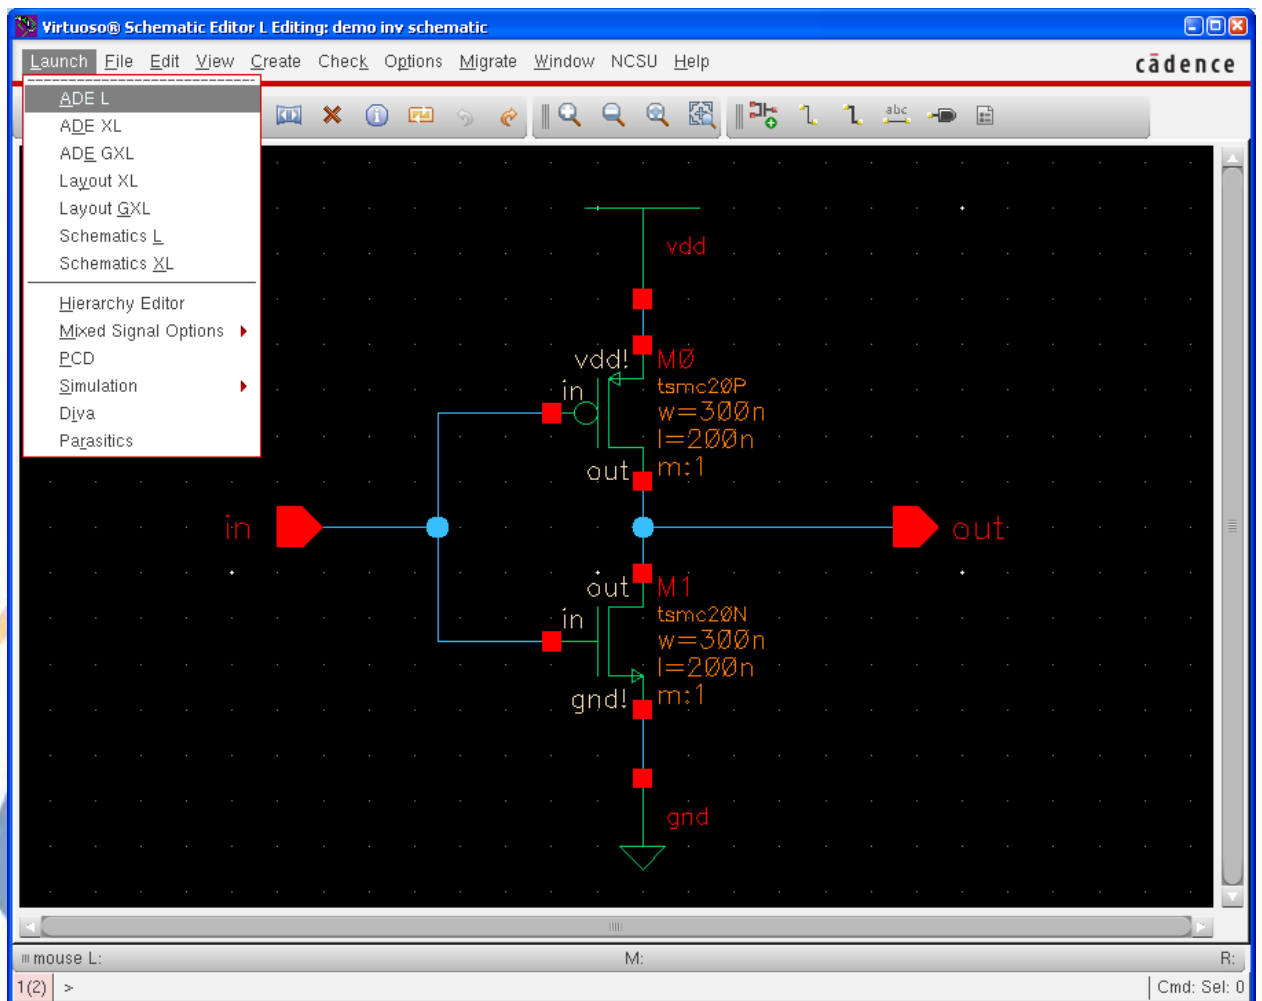 Virtuoso® Schematic Editor L Editing: demo inv schematic
Launch File Edit View Create Check Options Migrate Window NCSU Help
cādence
ADE L
ADE XL
ADE GXL
Layout XL
Layout GXL
Schematics L
Schematics XL
Hierarchy Editor
Mixed Signal Options
PCD
Simulation
Diva
Parasitics
abc
vdd
vdd!
M0
in
tsmc20P
w=300n
l=200n
m:1
out
in
out
out
M1
in
tsmc20N
w=300n
l=200n
m:1
gnd!
gnd
mouse L: M: R:
1(2) > Cmd: Sel: 0